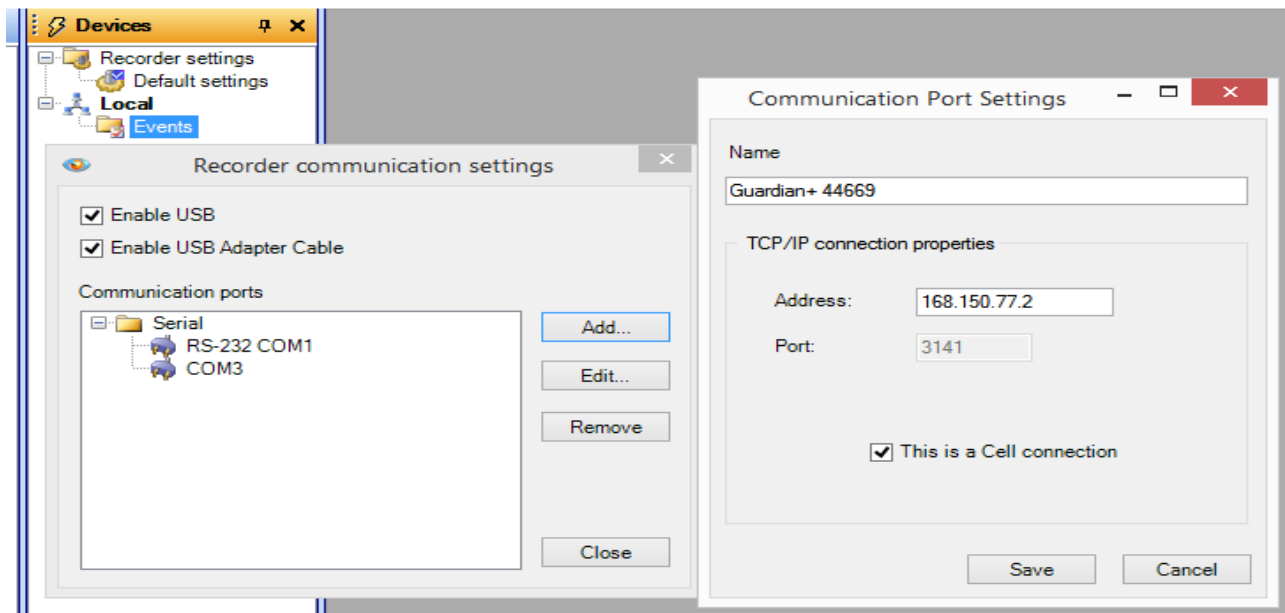 Devices
Recorder settings
Default settings
Local
Events
Recorder communication settings
Enable USB
Enable USB Adapter Cable
Communication ports
Serial
RS-232 COM1
COM3
Add...
Edit...
Remove
Close
Communication Port Settings
Name
Guardian+ 44669
TCP/IP connection properties
Address: 168.150.77.2
Port: 3141
This is a Cell connection
Save Cancel